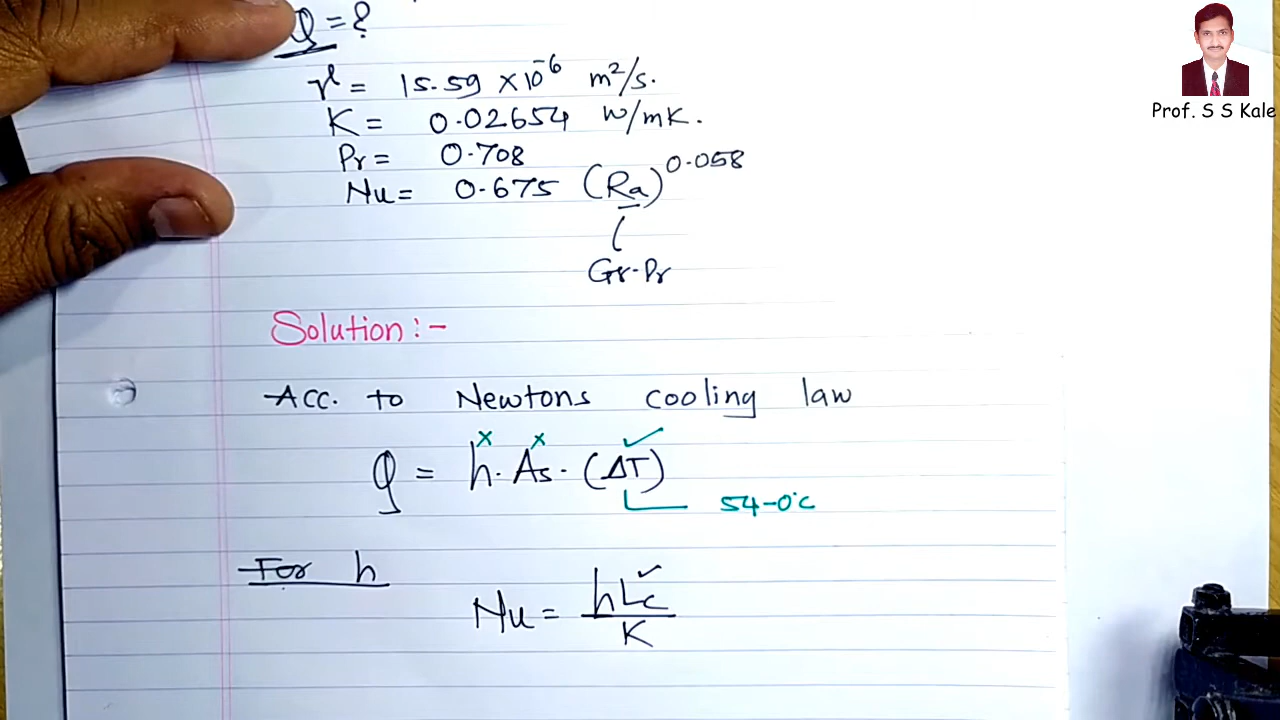 Q = ?
ν = 15.59 × 10⁻⁶ m²/s.
K = 0.02654 W/mK.
Pr = 0.708
Nu = 0.675 (Ra)^0.058
Gr.Pr
Solution :-
Acc. to Newtons cooling law
x x ✓
Q = h. As. (ΔT)
54-0°C
For h
Nu = hLc ✓ / K
Prof. S S Kale